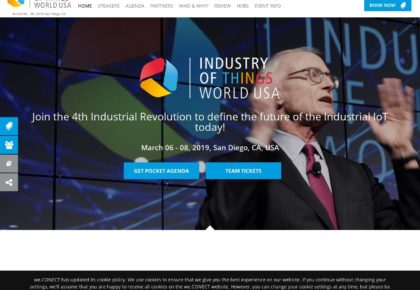 WORLD USA
March 06 - 08, 2019 San Diego, Ca
HOME SPEAKERS AGENDA PARTNERS WHO & WHY? REVIEW HUBS EVENT INFO
BOOK NOW
INDUSTRY
OF THINGS
WORLD USA
Join the 4th Industrial Revolution to define the future of the Industrial IoT
today!
March 06 - 08, 2019, San Diego, CA, USA
GET POCKET AGENDA
TEAM TICKETS
we.CONECT has updated its cookie policy. We use cookies to ensure that we give you the best experience on our website. If you continue without changing your
settings, we'll assume that you are happy to receive all cookies on the we.CONECT website. However, you can change your cookie settings at any time, but please be